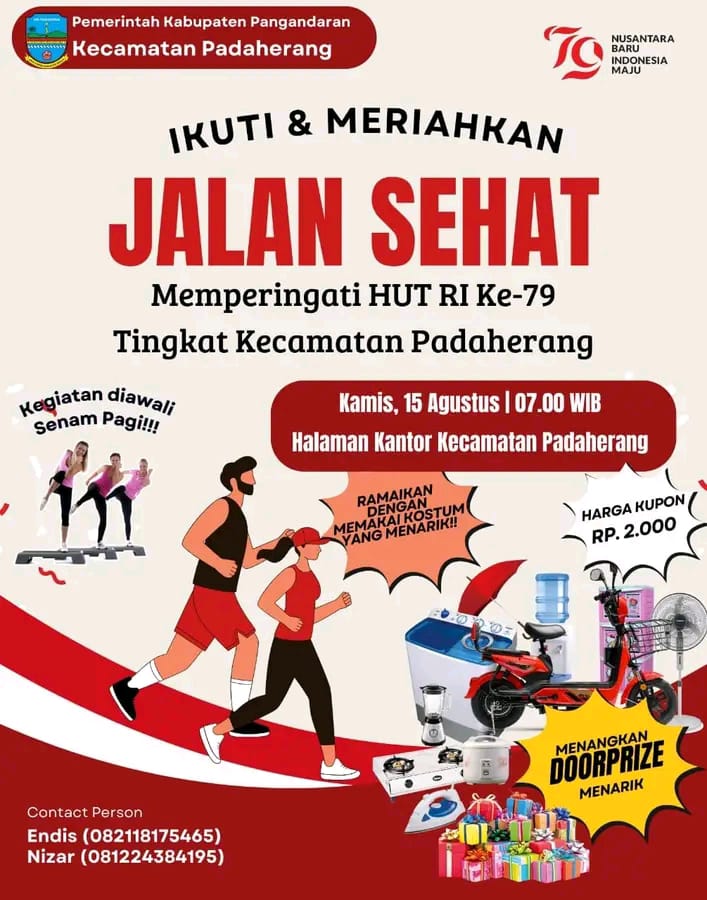 Pemerintah Kabupaten Pangandaran
Kecamatan Padaherang
79
NUSANTARA
BARU
INDONESIA
MAJU
IKUTI & MERIAHKAN
JALAN SEHAT
Memperingati HUT RI Ke-79
Tingkat Kecamatan Padaherang
Kamis, 15 Agustus | 07.00 WIB
Halaman Kantor Kecamatan Padaherang
Kegiatan diawali
Senam Pagi!!!
RAMAIKAN
DENGAN
MEMAKAI KOSTUM
YANG MENARIK!!
HARGA KUPON
RP. 2.000
MENANGKAN
DOORPRIZE
MENARIK
Contact Person
Endis (082118175465)
Nizar (081224384195)